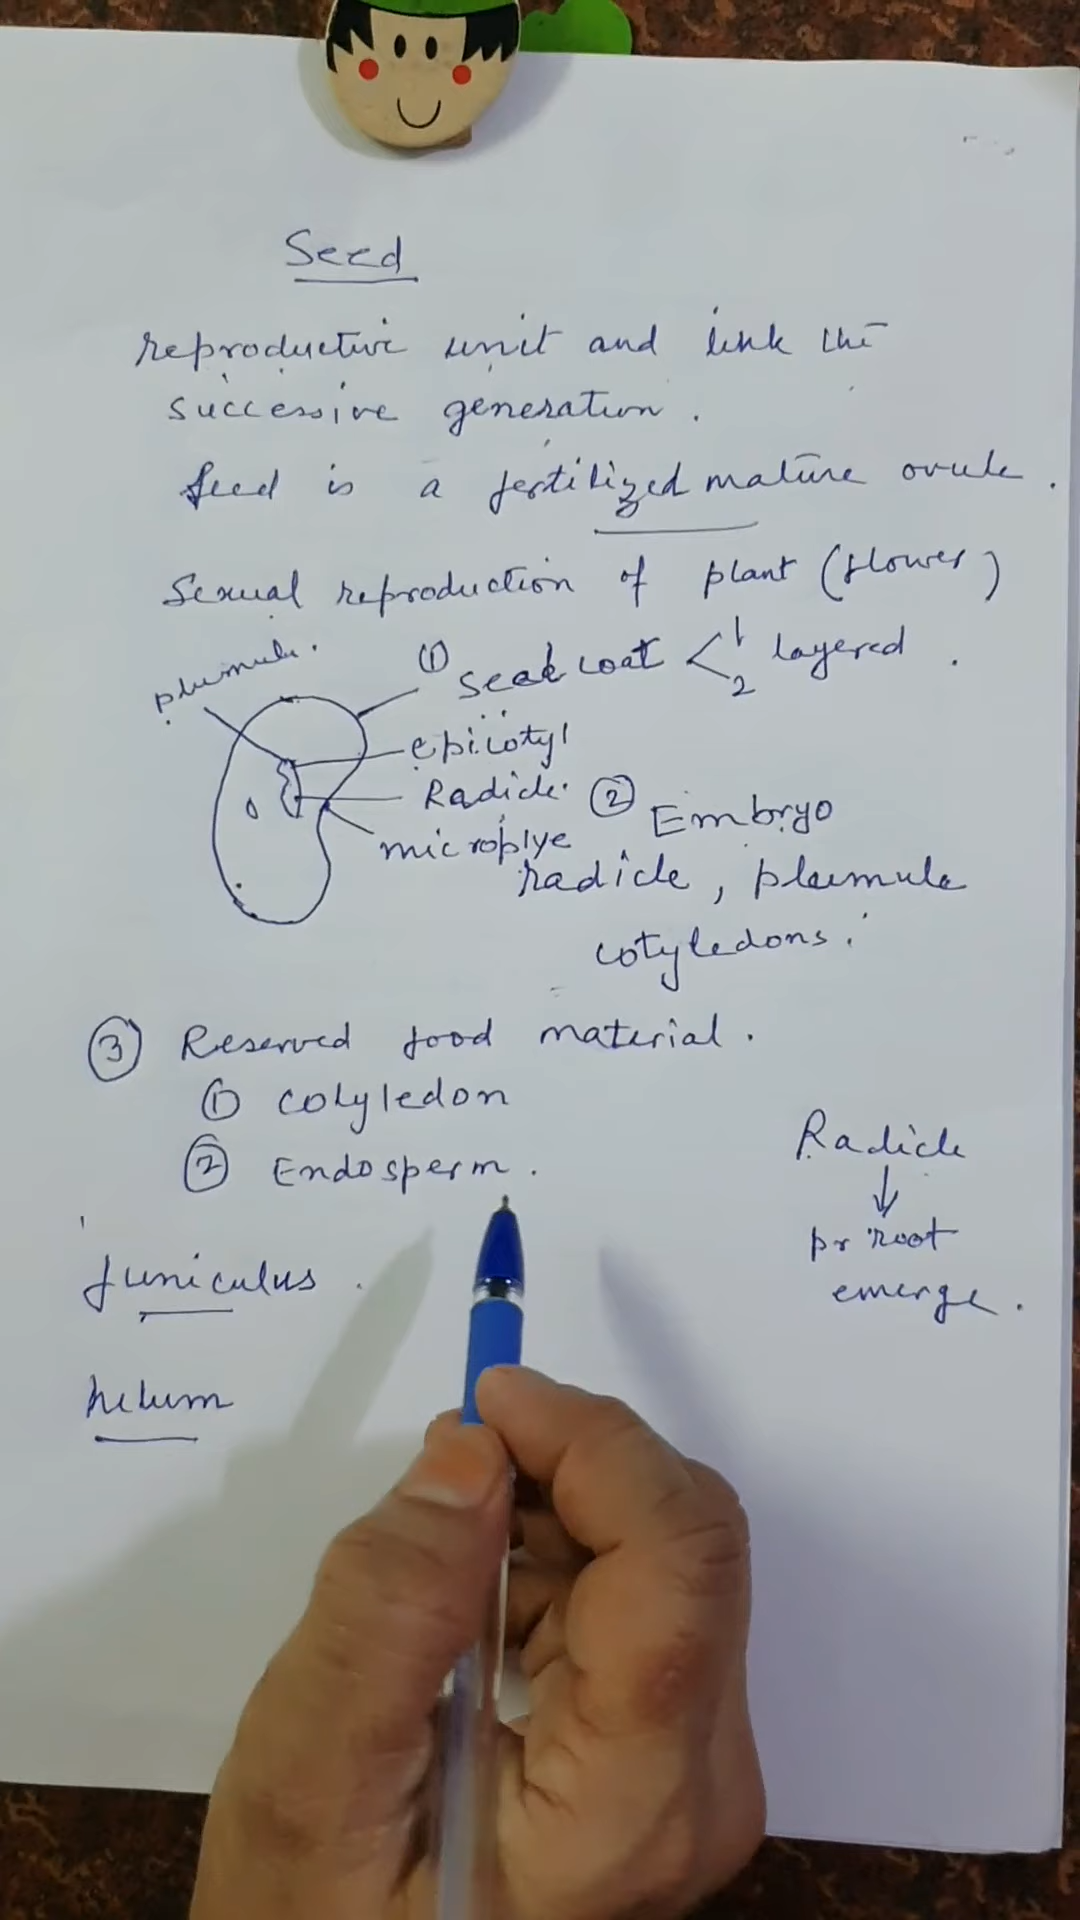 Seed
reproductive unit and link the
successive generation.
Seed is a fertilized mature ovule.
Sexual reproduction of plant (flower)
plumule.
① Seed coat < 1 2 layered.
epicotyl
Radicle.
② Embryo
microplye
radicle, plumule
cotyledons.
③ Reserved food material.
① Cotyledon
② Endosperm.
Radicle
↓
pr root
emerge.
funiculus.
hilum